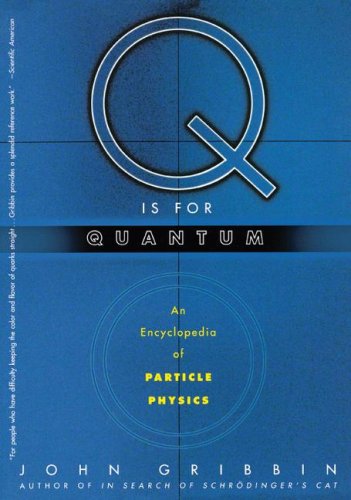 Q
IS FOR
QUANTUM
An
Encyclopedia
of
PARTICLE
PHYSICS
JOHN GRIBBIN
AUTHOR OF IN SEARCH OF SCHRÖDINGER'S CAT
"For people who have difficulty keeping the color and flavor of quarks straight ...Gribbin provides a splendid reference work." —Scientific American